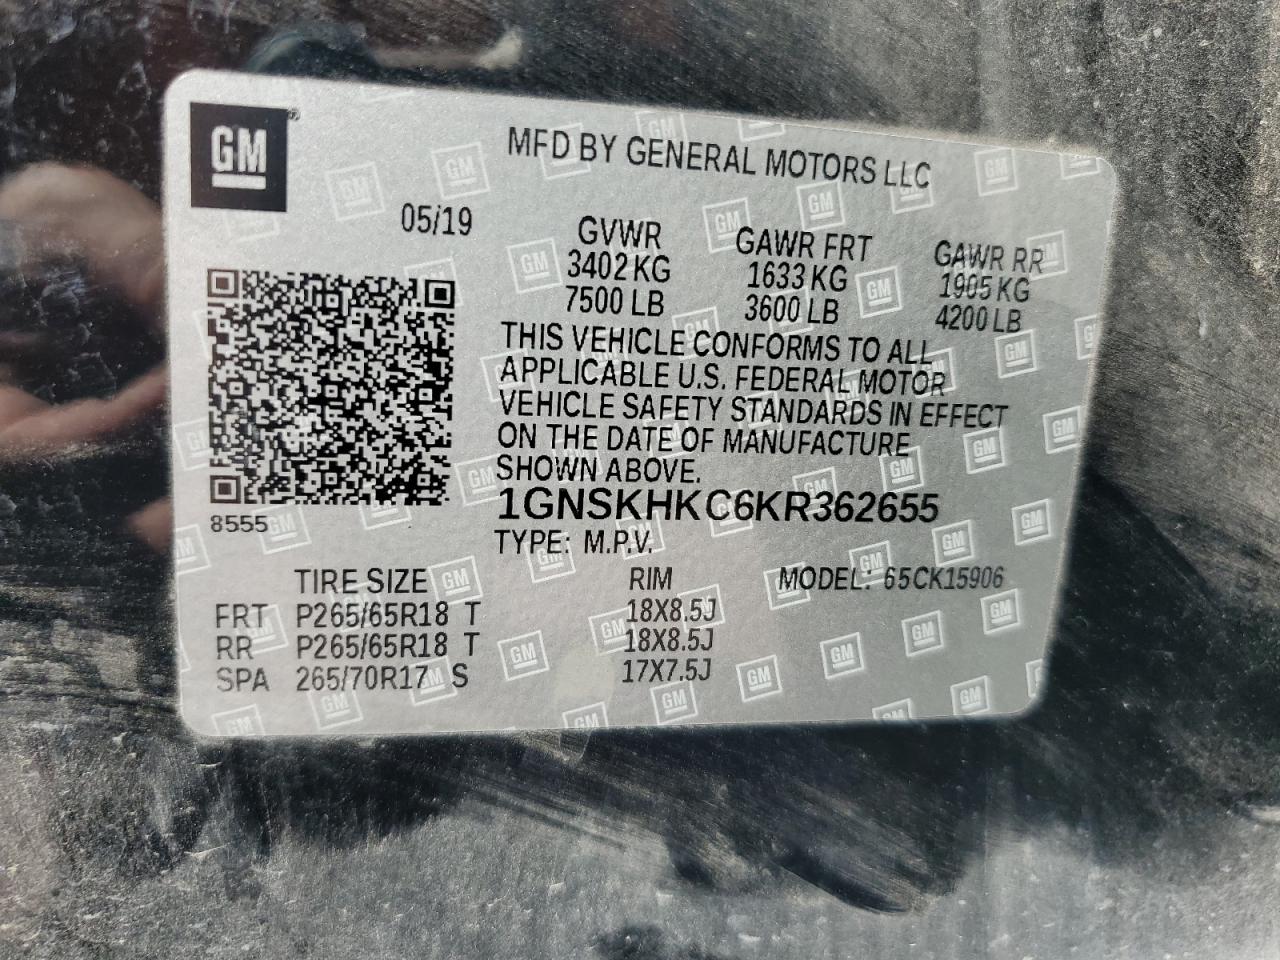 GM
MFD BY GENERAL MOTORS LLC
05/19
GVWR GAWR FRT GAWR RR
3402 KG 1633 KG 1905 KG
7500 LB 3600 LB 4200 LB
THIS VEHICLE CONFORMS TO ALL
APPLICABLE U.S. FEDERAL MOTOR
VEHICLE SAFETY STANDARDS IN EFFECT
ON THE DATE OF MANUFACTURE
SHOWN ABOVE.
1GNSKHKC6KR362655
8555
TYPE: M.P.V.
TIRE SIZE RIM MODEL: 65CK15906
FRT P265/65R18 T 18X8.5J
RR P265/65R18 T 18X8.5J
SPA 265/70R17 S 17X7.5J